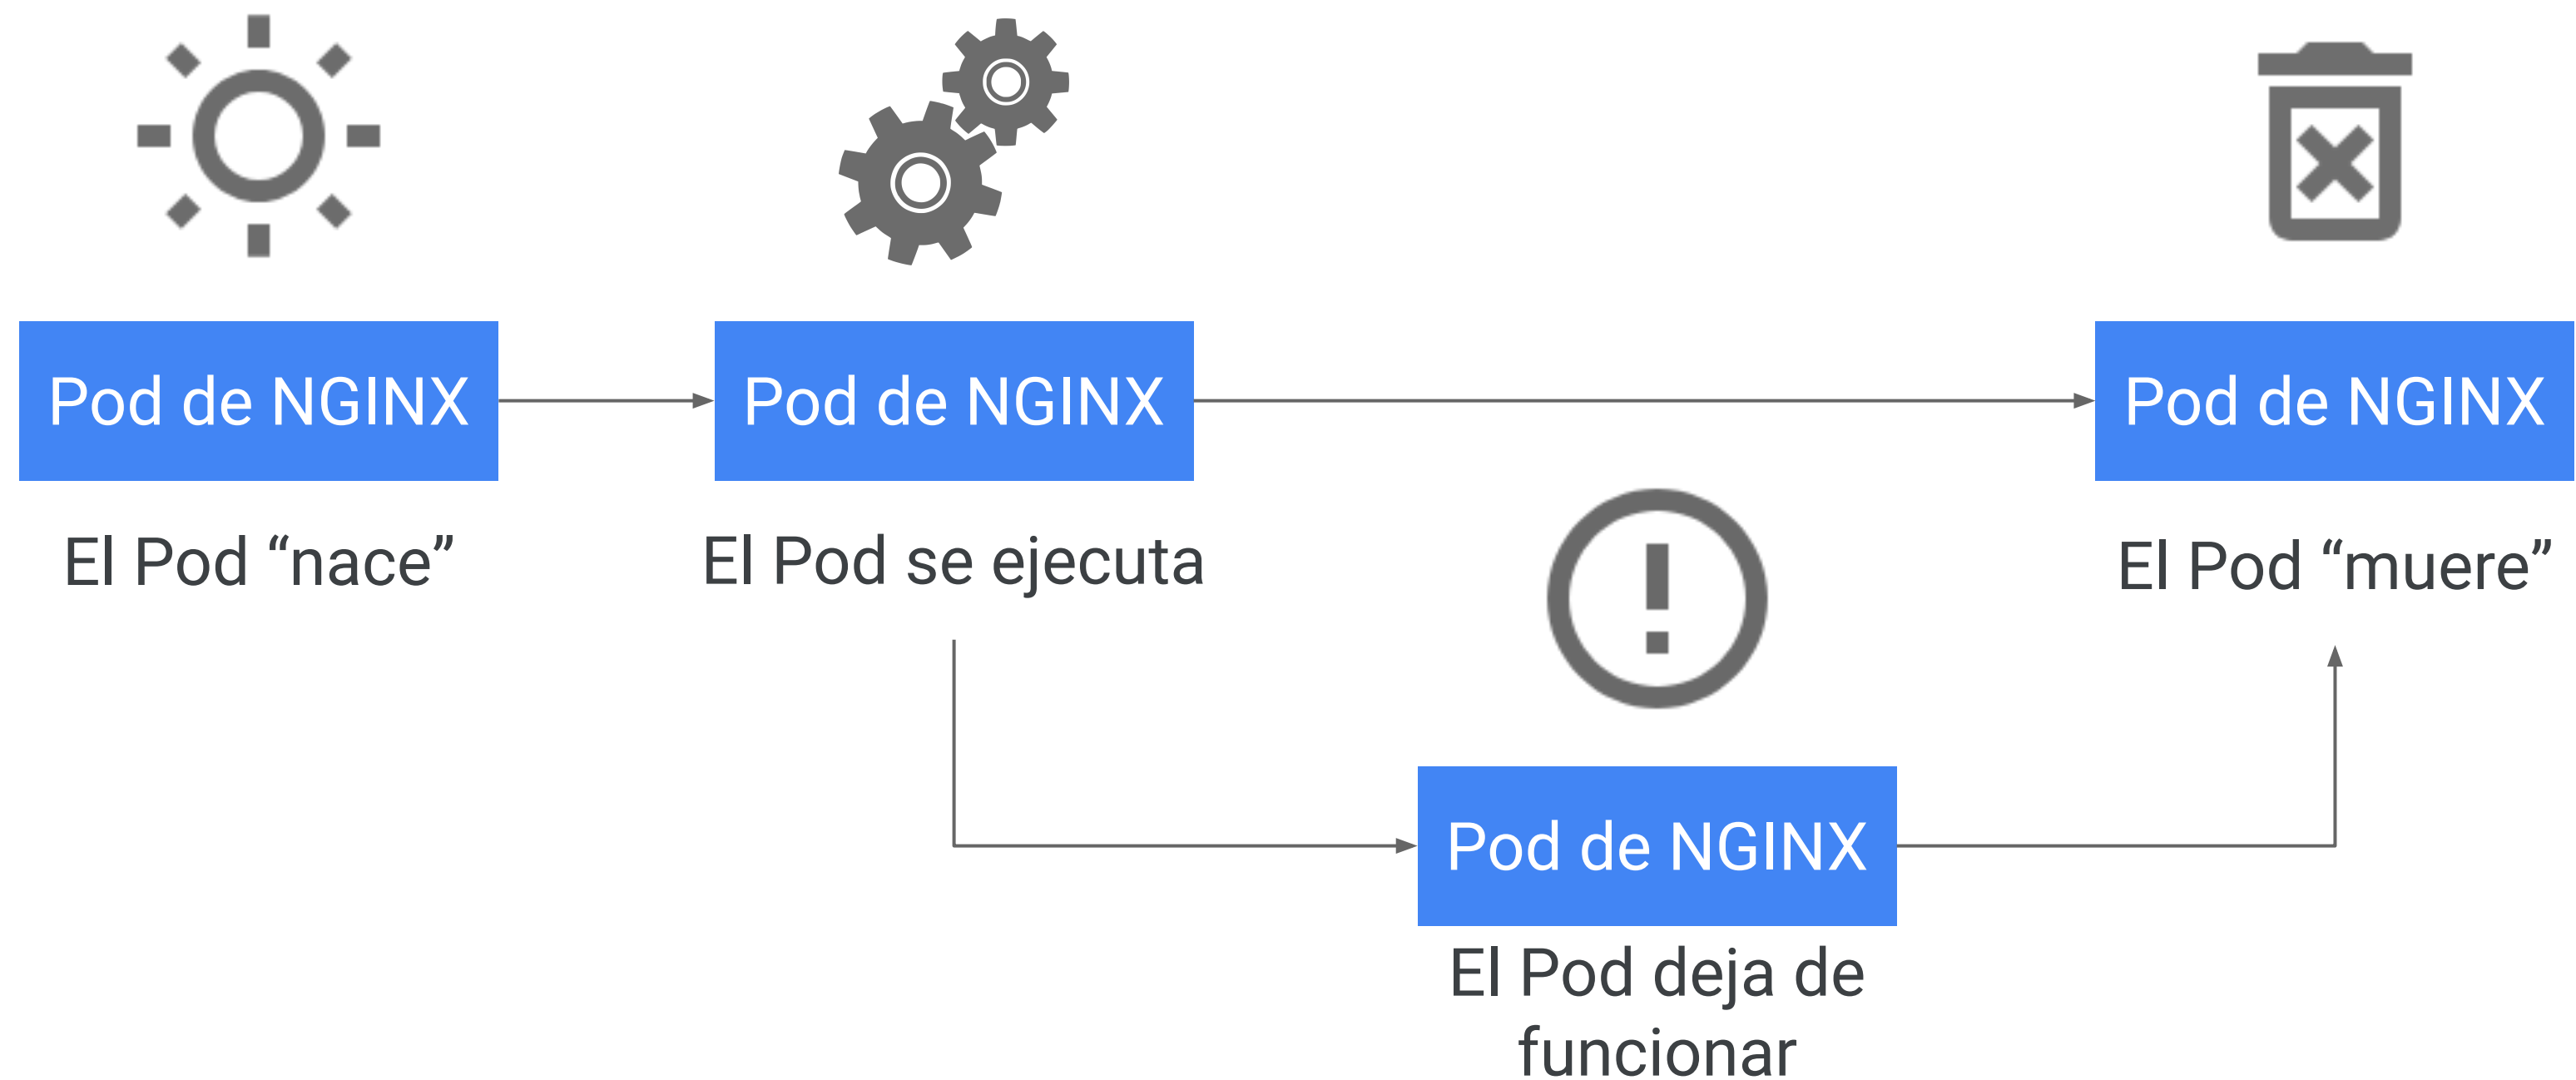 Pod de NGINX
El Pod “nace”
Pod de NGINX
El Pod se ejecuta
Pod de NGINX
El Pod “muere”
Pod de NGINX
El Pod deja de
funcionar